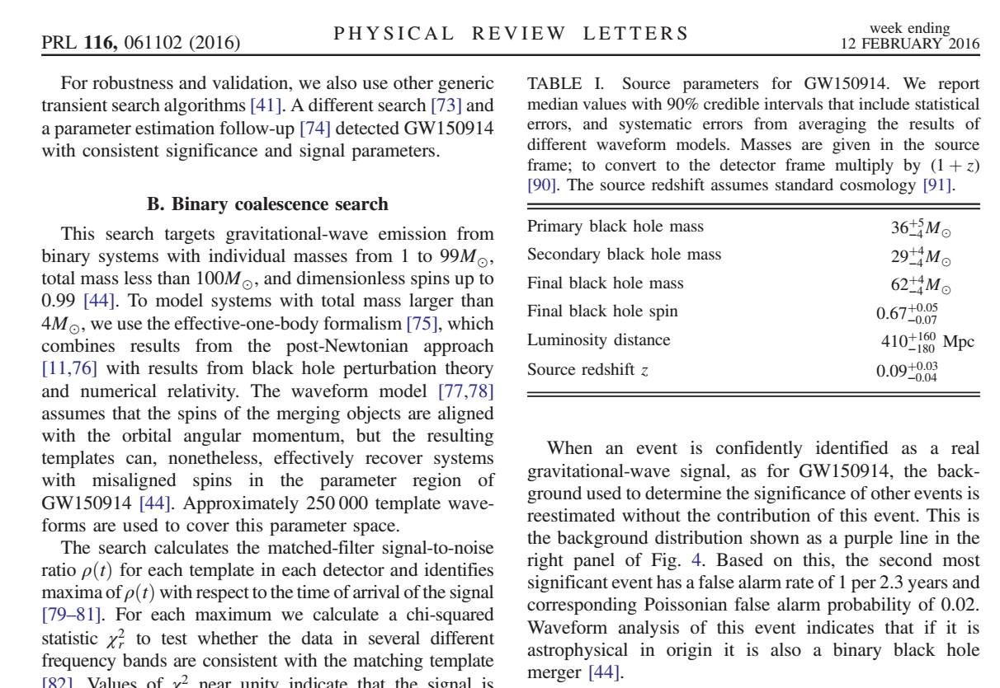 PRL 116, 061102 (2016)
PHYSICAL REVIEW LETTERS
week ending
12 FEBRUARY 2016
For robustness and validation, we also use other generic
transient search algorithms [41]. A different search [73] and
a parameter estimation follow-up [74] detected GW150914
with consistent significance and signal parameters.
B. Binary coalescence search
This search targets gravitational-wave emission from
binary systems with individual masses from 1 to 99M⊙,
total mass less than 100M⊙, and dimensionless spins up to
0.99 [44]. To model systems with total mass larger than
4M⊙, we use the effective-one-body formalism [75], which
combines results from the post-Newtonian approach
[11,76] with results from black hole perturbation theory
and numerical relativity. The waveform model [77,78]
assumes that the spins of the merging objects are aligned
with the orbital angular momentum, but the resulting
templates can, nonetheless, effectively recover systems
with misaligned spins in the parameter region of
GW150914 [44]. Approximately 250 000 template wave-
forms are used to cover this parameter space.
The search calculates the matched-filter signal-to-noise
ratio ρ(t) for each template in each detector and identifies
maxima of ρ(t) with respect to the time of arrival of the signal
[79–81]. For each maximum we calculate a chi-squared
statistic χ_r^2 to test whether the data in several different
frequency bands are consistent with the matching template
[82]. Values of χ^2 near unity indicate that the signal is
TABLE I. Source parameters for GW150914. We report
median values with 90% credible intervals that include statistical
errors, and systematic errors from averaging the results of
different waveform models. Masses are given in the source
frame; to convert to the detector frame multiply by (1 + z)
[90]. The source redshift assumes standard cosmology [91].
Primary black hole mass 36^{+5}_{−4}M⊙
Secondary black hole mass 29^{+4}_{−4}M⊙
Final black hole mass 62^{+4}_{−4}M⊙
Final black hole spin 0.67^{+0.05}_{−0.07}
Luminosity distance 410^{+160}_{−180} Mpc
Source redshift z 0.09^{+0.03}_{−0.04}
When an event is confidently identified as a real
gravitational-wave signal, as for GW150914, the back-
ground used to determine the significance of other events is
reestimated without the contribution of this event. This is
the background distribution shown as a purple line in the
right panel of Fig. 4. Based on this, the second most
significant event has a false alarm rate of 1 per 2.3 years and
corresponding Poissonian false alarm probability of 0.02.
Waveform analysis of this event indicates that if it is
astrophysical in origin it is also a binary black hole
merger [44].